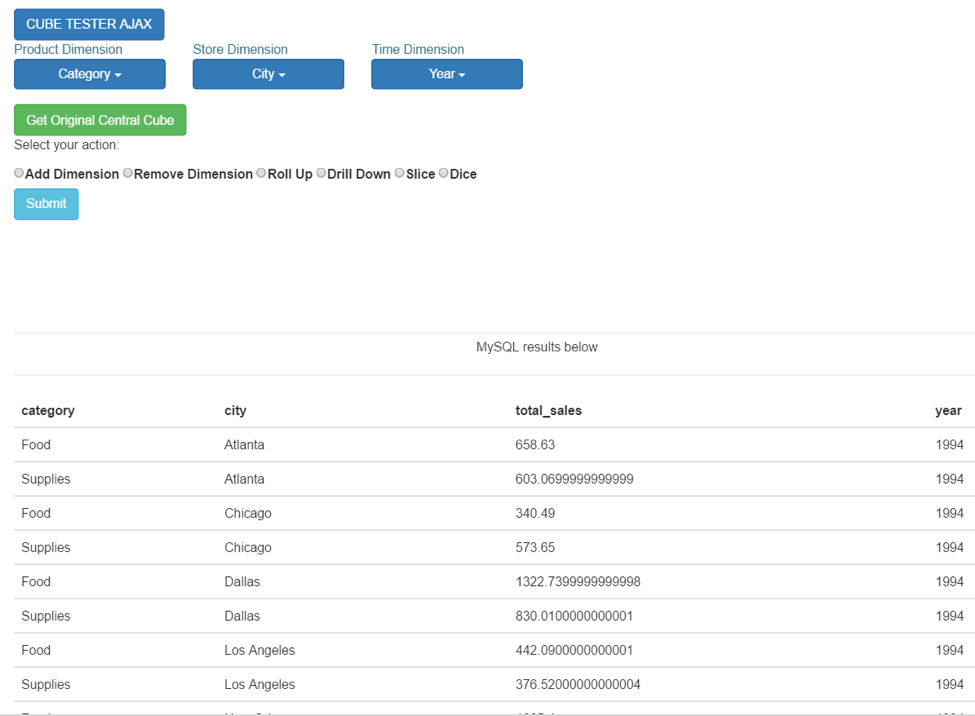 CUBE TESTER AJAX
Product Dimension Store Dimension Time Dimension
Category City Year
Get Original Central Cube
Select your action:
Add Dimension Remove Dimension Roll Up Drill Down Slice Dice
Submit
MySQL results below
category city total_sales year
Food Atlanta 658.63 1994
Supplies Atlanta 603.0699999999999 1994
Food Chicago 340.49 1994
Supplies Chicago 573.65 1994
Food Dallas 1322.7399999999998 1994
Supplies Dallas 830.0100000000001 1994
Food Los Angeles 442.0900000000001 1994
Supplies Los Angeles 376.52000000000004 1994